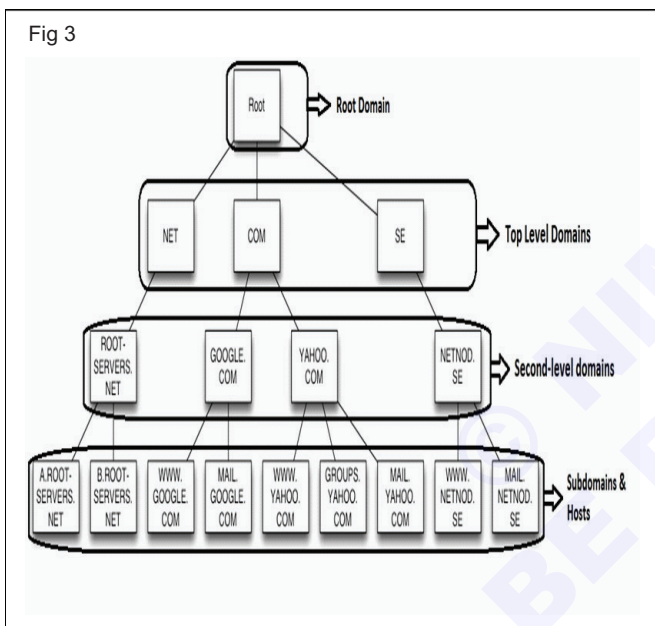 Fig 3
Root
Root Domain
NET
COM
SE
Top Level Domains
ROOT-
SERVERS.
NET
GOOGLE.
COM
YAHOO.
COM
NETNOD.
SE
Second-level domains
A.ROOT-
SERVERS.
NET
B.ROOT-
SERVERS.
NET
WWW.
GOOGLE.
COM
MAIL.
GOOGLE.
COM
WWW.
YAHOO.
COM
GROUPS.
YAHOO.
COM
MAIL.
YAHOO.
COM
WWW.
NETNOD.
SE
MAIL.
NETNOD.
SE
Subdomains &
Hosts
©
BE